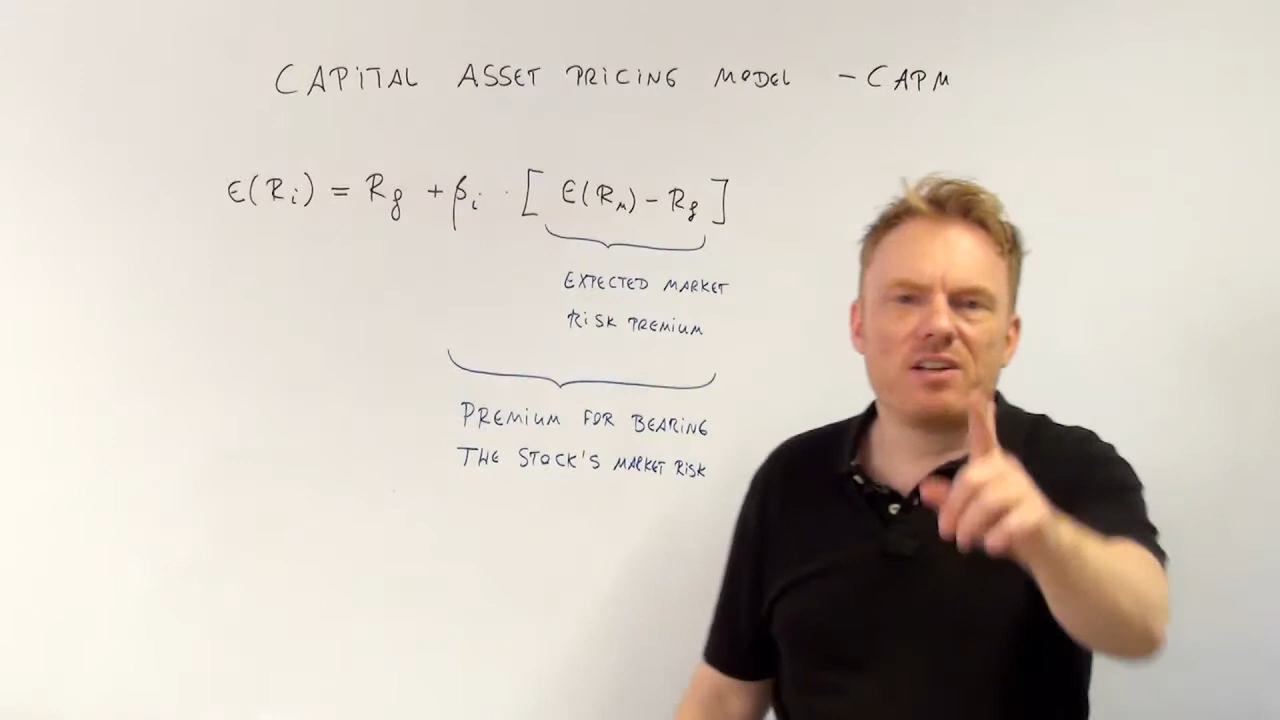 CAPITAL ASSET PRICING MODEL - CAPM
E(Ri) = Rf + βi · [ E(Rm) - Rf ]
EXPECTED MARKET
RISK PREMIUM
PREMIUM FOR BEARING
THE STOCK'S MARKET RISK